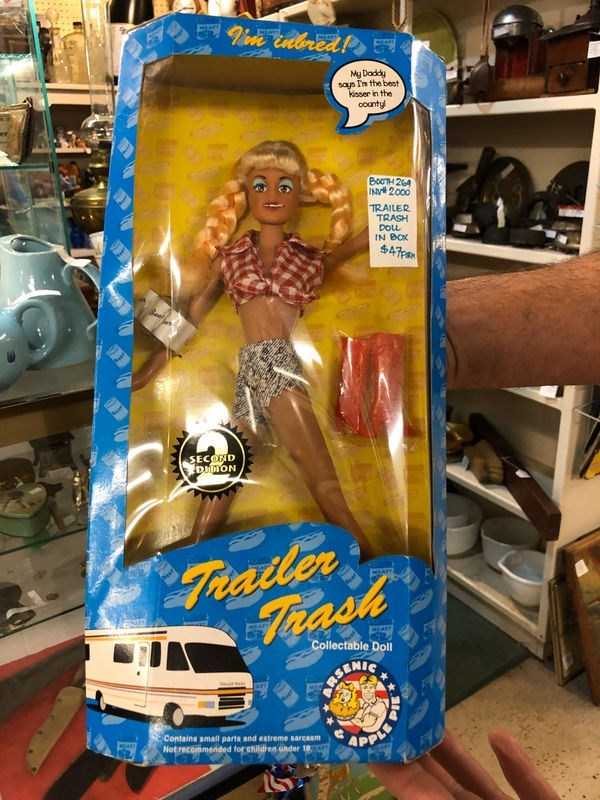 I'm inbred!
My Daddy
says I'm the best
kisser in the
county!
BOOTH 269
INV# 2000
TRAILER
TRASH
DOLL
IN BOX
$47 FIRM
2
SECOND
EDITION
Trailer
Trash
Collectable Doll
ARSENIC
& APPLE PIE
Contains small parts and extreme sarcasm
Not recommended for children under 18.